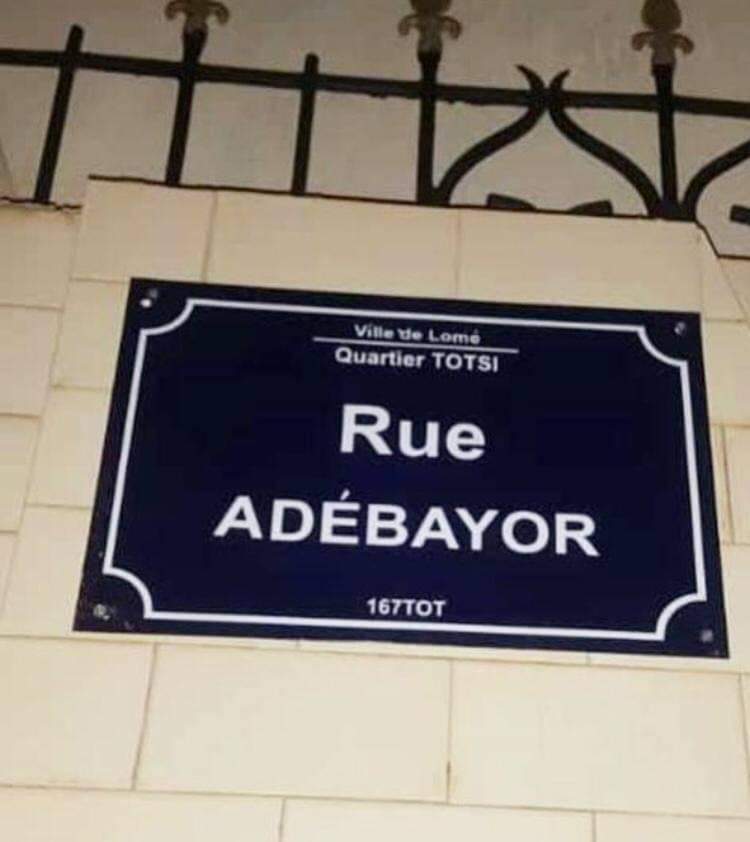 Ville de Lomé
Quartier TOTSI
Rue
ADÉBAYOR
167TOT